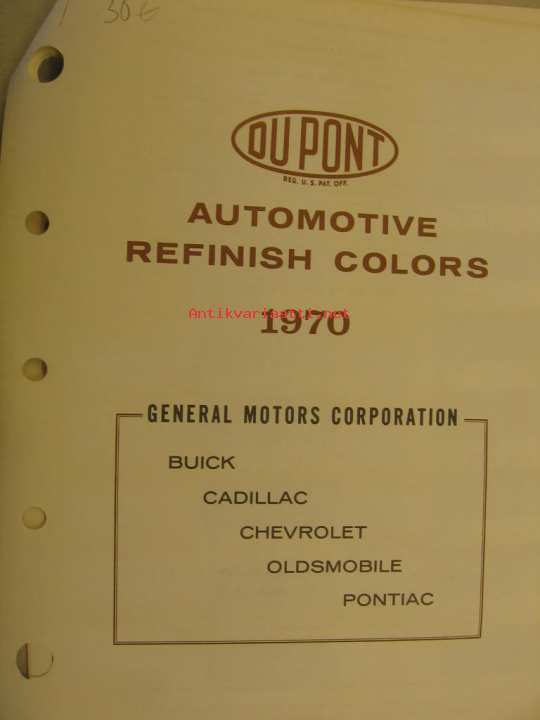 30€
DU PONT
REG. U. S. PAT. OFF.
AUTOMOTIVE
REFINISH COLORS
Antikvariaatti.net
1970
GENERAL MOTORS CORPORATION
BUICK
CADILLAC
CHEVROLET
OLDSMOBILE
PONTIAC